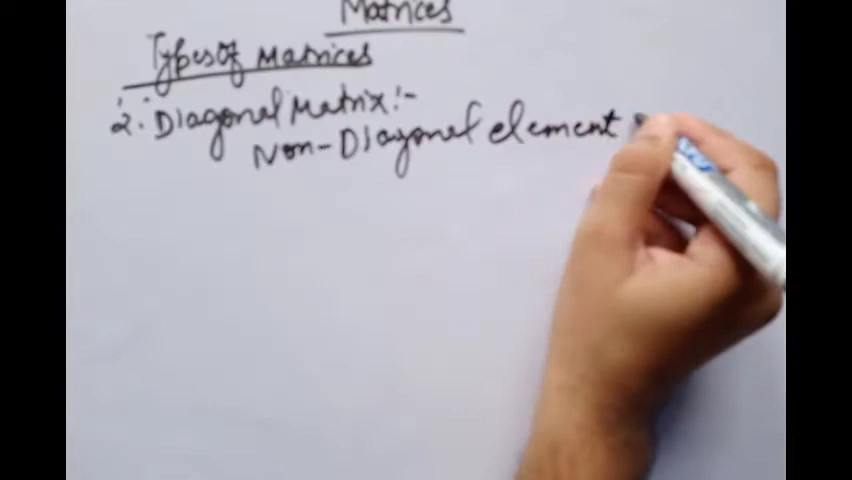 Matrices
Types of Matrices
2. Diagonal Matrix :-
Non-Diagonal element